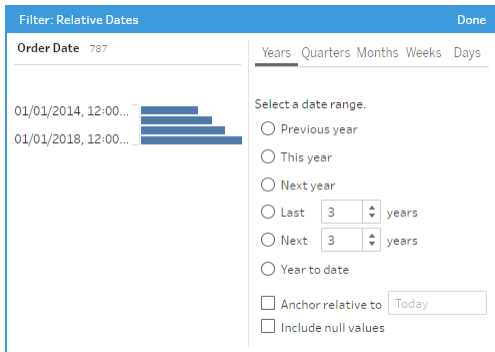 Filter: Relative Dates Done
Order Date 787
Years Quarters Months Weeks Days
01/01/2014, 12:00...
01/01/2018, 12:00...
Select a date range.
Previous year
This year
Next year
Last 3 years
Next 3 years
Year to date
Anchor relative to Today
Include null values